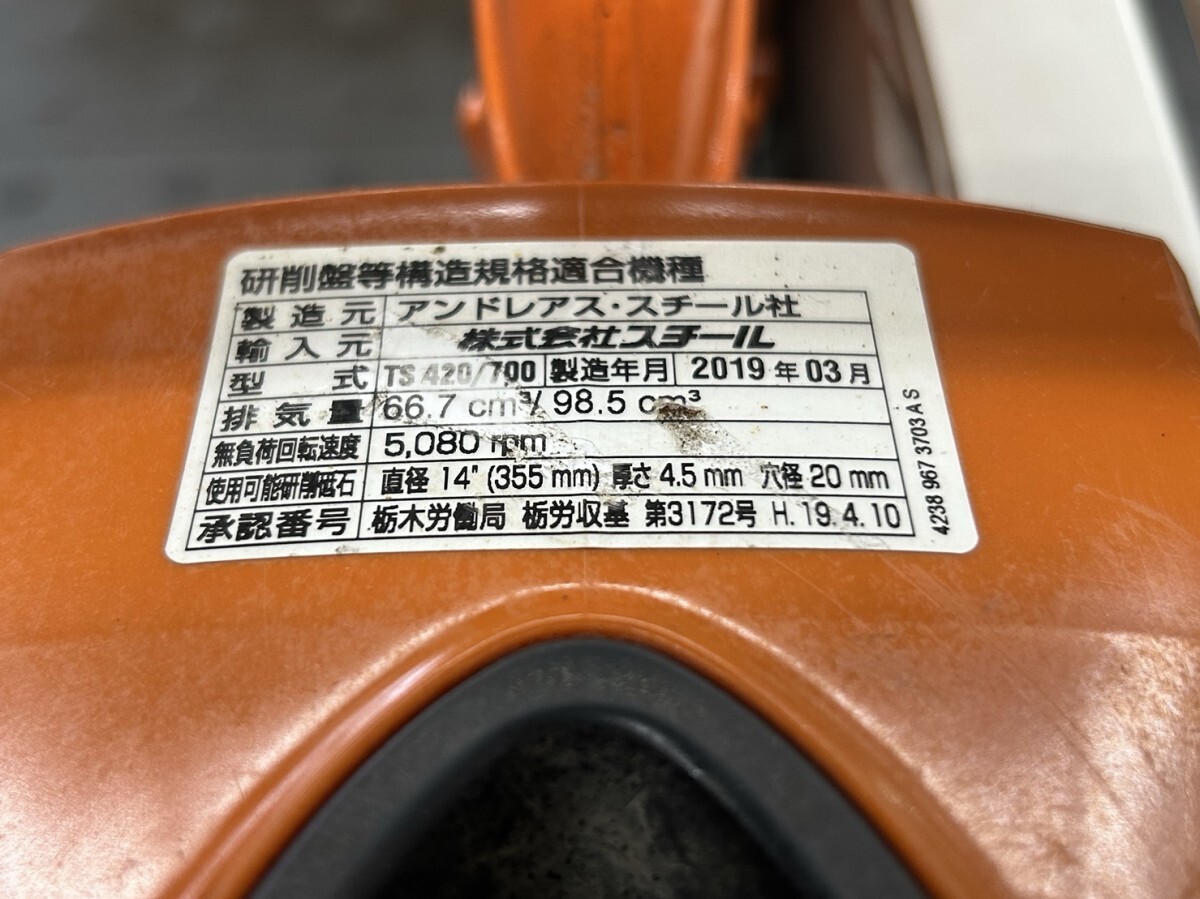 研削盤等構造規格適合機種
製造元 アンドレアス・スチール社
輸入元 株式会社スチール
型式 TS 420/700 製造年月 2019年03月
排気量 66.7 cm³/ 98.5 cm³
無負荷回転速度 5,080 rpm
使用可能研削砥石 直径 14" (355 mm) 厚さ 4.5 mm 穴径 20 mm
承認番号 栃木労働局 栃労収基 第3172号 H. 19. 4. 10
4238 967 3703 A S